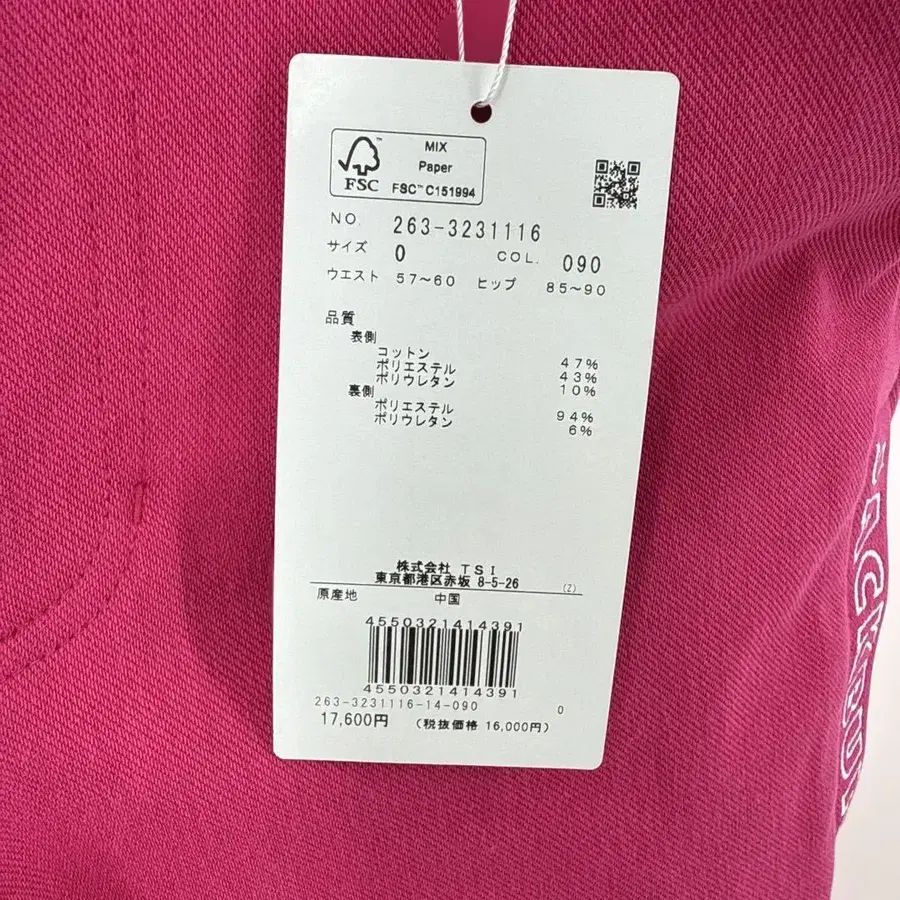 MIX
Paper
FSC™ C151994
FSC
NO. 263-3231116
サイズ 0 COL. 090
ウエスト 57~60 ヒップ 85~90
品質
表側
コットン 47%
ポリエステル 43%
ポリウレタン 10%
裏側
ポリエステル 94%
ポリウレタン 6%
株式会社 TSI
東京都港区赤坂 8-5-26 (Z)
原産地 中国
4550321414391
4550321414391
263-3231116-14-090 0
17,600円 (税抜価格 16,000円)